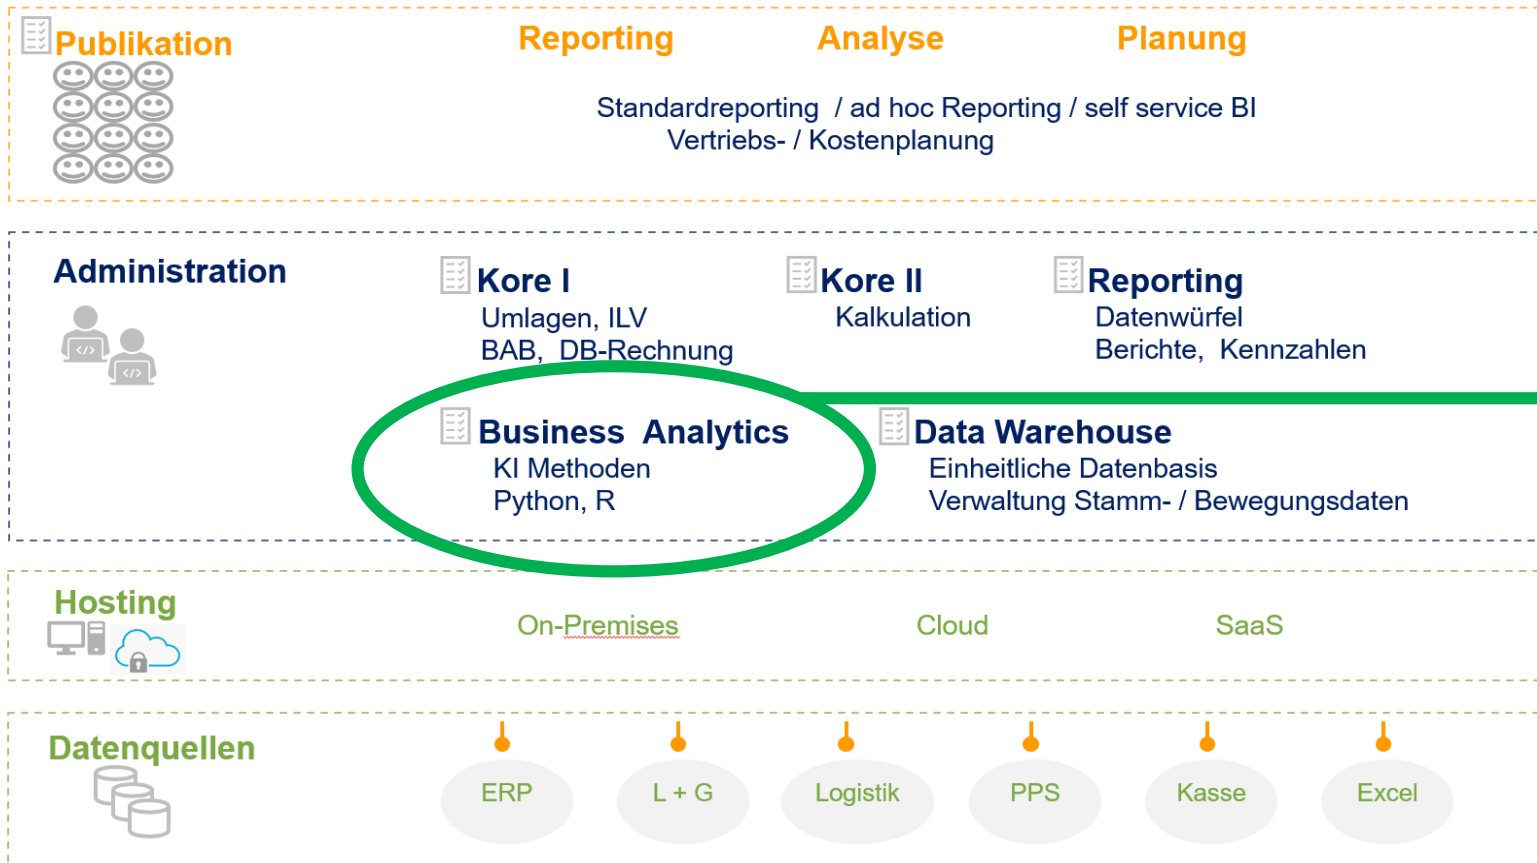 Publikation
Reporting Analyse Planung
Standardreporting / ad hoc Reporting / self service BI
Vertriebs- / Kostenplanung
Administration
Kore I
Umlagen, ILV
BAB, DB-Rechnung
Kore II
Kalkulation
Reporting
Datenwürfel
Berichte, Kennzahlen
Business Analytics
KI Methoden
Python, R
Data Warehouse
Einheitliche Datenbasis
Verwaltung Stamm- / Bewegungsdaten
Hosting
On-Premises Cloud SaaS
Datenquellen
ERP L + G Logistik PPS Kasse Excel